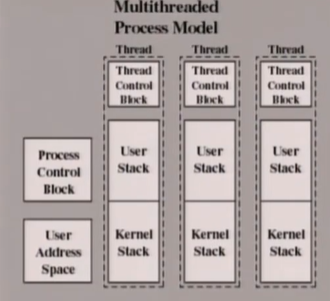 Multithreaded
Process Model
Thread Thread Thread
Thread
Control
Block
Thread
Control
Block
Thread
Control
Block
Process
Control
Block
User
Stack
User
Stack
User
Stack
User
Address
Space
Kernel
Stack
Kernel
Stack
Kernel
Stack